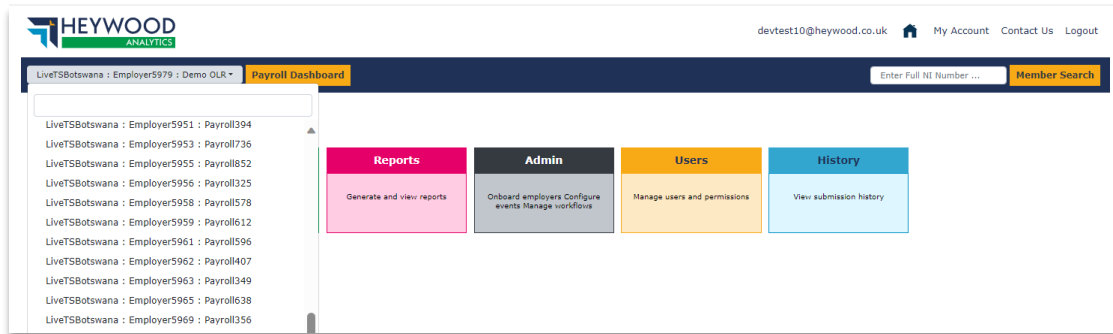 HEYWOOD
ANALYTICS
devtest10@heywood.co.uk My Account Contact Us Logout
LiveTSBotswana : Employer5979 : Demo OLR Payroll Dashboard Enter Full NI Number ... Member Search
LiveTSBotswana : Employer5951 : Payroll394
LiveTSBotswana : Employer5953 : Payroll736
LiveTSBotswana : Employer5955 : Payroll852
LiveTSBotswana : Employer5956 : Payroll325
LiveTSBotswana : Employer5958 : Payroll578
LiveTSBotswana : Employer5959 : Payroll612
LiveTSBotswana : Employer5961 : Payroll596
LiveTSBotswana : Employer5962 : Payroll407
LiveTSBotswana : Employer5963 : Payroll349
LiveTSBotswana : Employer5965 : Payroll638
LiveTSBotswana : Employer5969 : Payroll356
Reports
Generate and view reports
Admin
Onboard employers Configure
events Manage workflows
Users
Manage users and permissions
History
View submission history